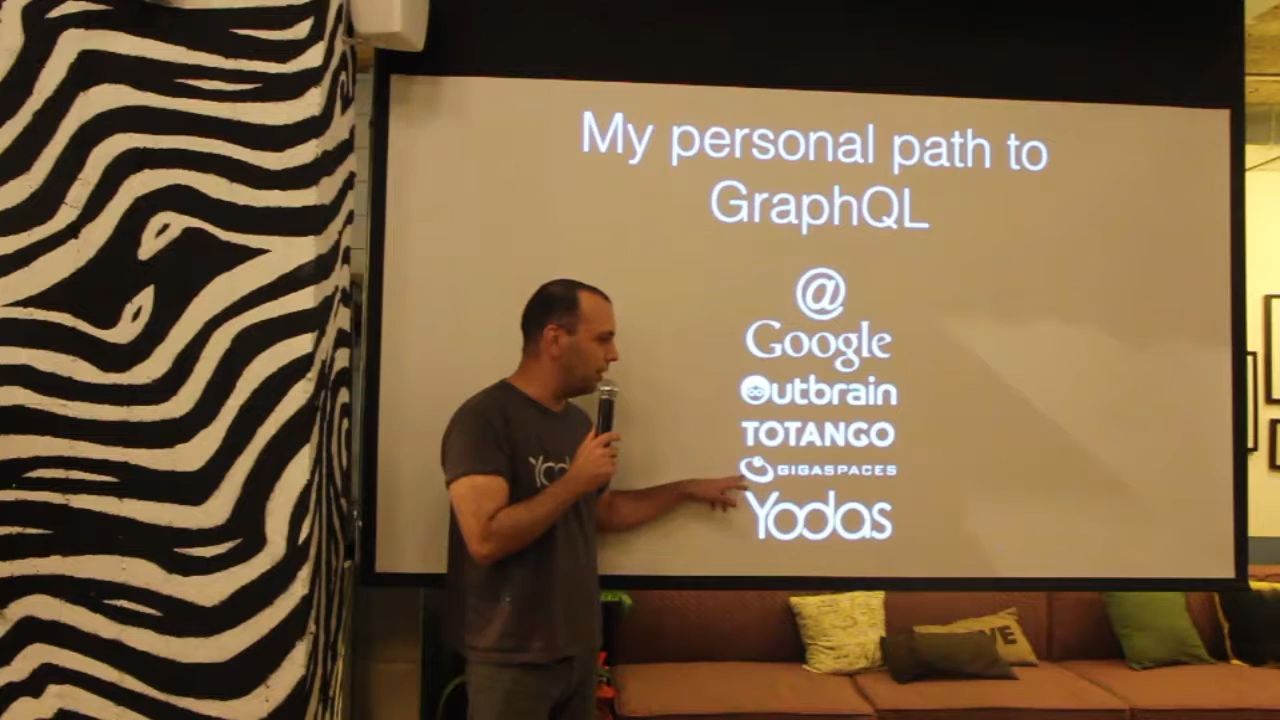 My personal path to
GraphQL
@
Google
Outbrain
TOTANGO
GIGASPACES
Yodas